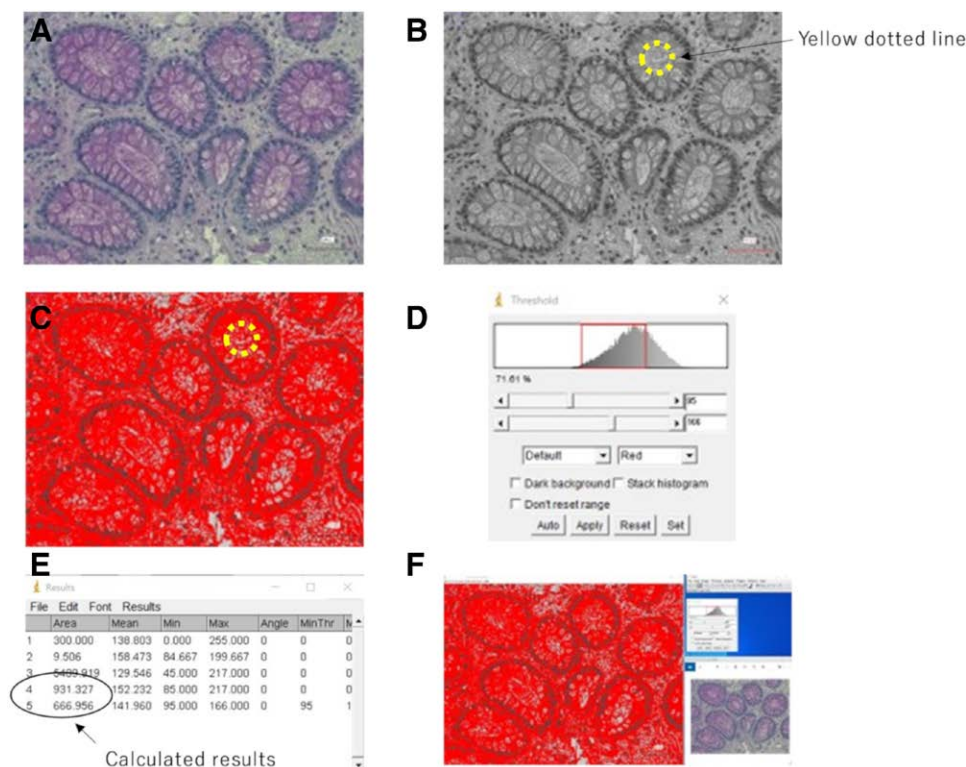 A
B
Yellow dotted line
C
D
Threshold
71.61 %
95
166
Default Red
Dark background Stack histogram
Don't reset range
Auto Apply Reset Set
E
Results
File Edit Font Results
Area Mean Min Max Angle MinThr M
1 300.000 138.803 0.000 255.000 0 0 0
2 9.506 158.473 84.667 199.667 0 0 0
3 5489.919 129.546 45.000 217.000 0 0 0
4 931.327 152.232 85.000 217.000 0 0 0
5 666.956 141.960 95.000 166.000 0 95 1
Calculated results
F